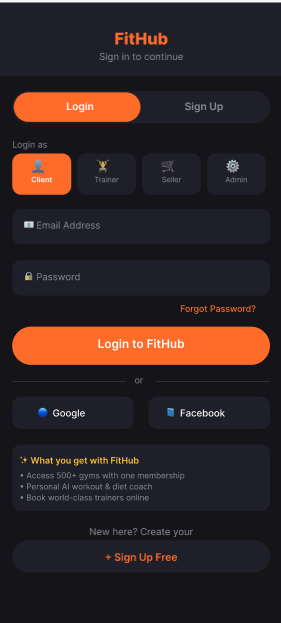 FitHub
Sign in to continue
Login
Sign Up
Login as
Client
Trainer
Seller
Admin
Email Address
Password
Forgot Password?
Login to FitHub
or
Google
Facebook
What you get with FitHub
• Access 500+ gyms with one membership
• Personal AI workout & diet coach
• Book world-class trainers online
New here? Create your
+ Sign Up Free